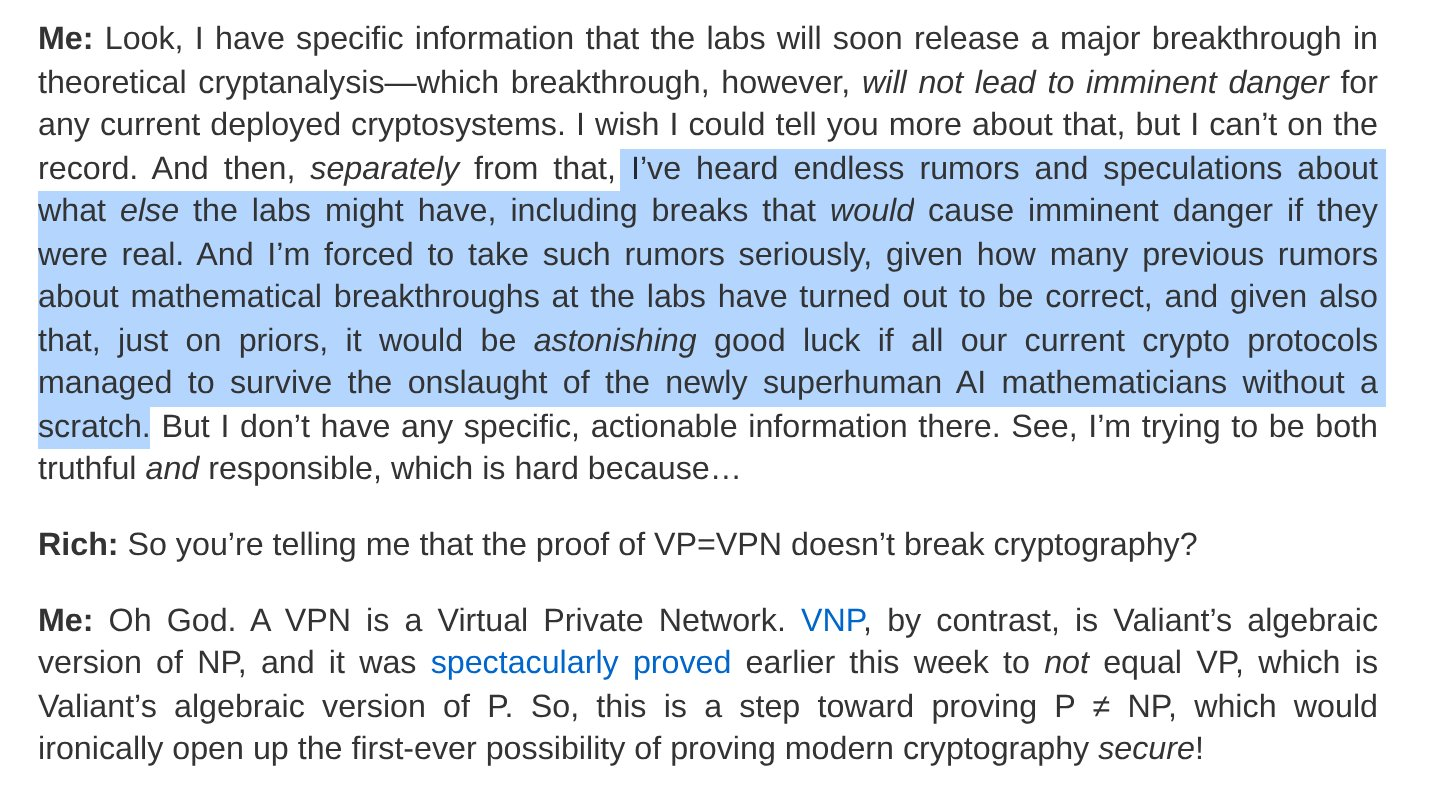 Me: Look, I have specific information that the labs will soon release a major breakthrough in
theoretical cryptanalysis—which breakthrough, however, will not lead to imminent danger for
any current deployed cryptosystems. I wish I could tell you more about that, but I can’t on the
record. And then, separately from that, I’ve heard endless rumors and speculations about
what else the labs might have, including breaks that would cause imminent danger if they
were real. And I’m forced to take such rumors seriously, given how many previous rumors
about mathematical breakthroughs at the labs have turned out to be correct, and given also
that, just on priors, it would be astonishing good luck if all our current crypto protocols
managed to survive the onslaught of the newly superhuman AI mathematicians without a
scratch. But I don’t have any specific, actionable information there. See, I’m trying to be both
truthful and responsible, which is hard because…
Rich: So you’re telling me that the proof of VP=VPN doesn’t break cryptography?
Me: Oh God. A VPN is a Virtual Private Network. VNP, by contrast, is Valiant’s algebraic
version of NP, and it was spectacularly proved earlier this week to not equal VP, which is
Valiant’s algebraic version of P. So, this is a step toward proving P ≠ NP, which would
ironically open up the first-ever possibility of proving modern cryptography secure!